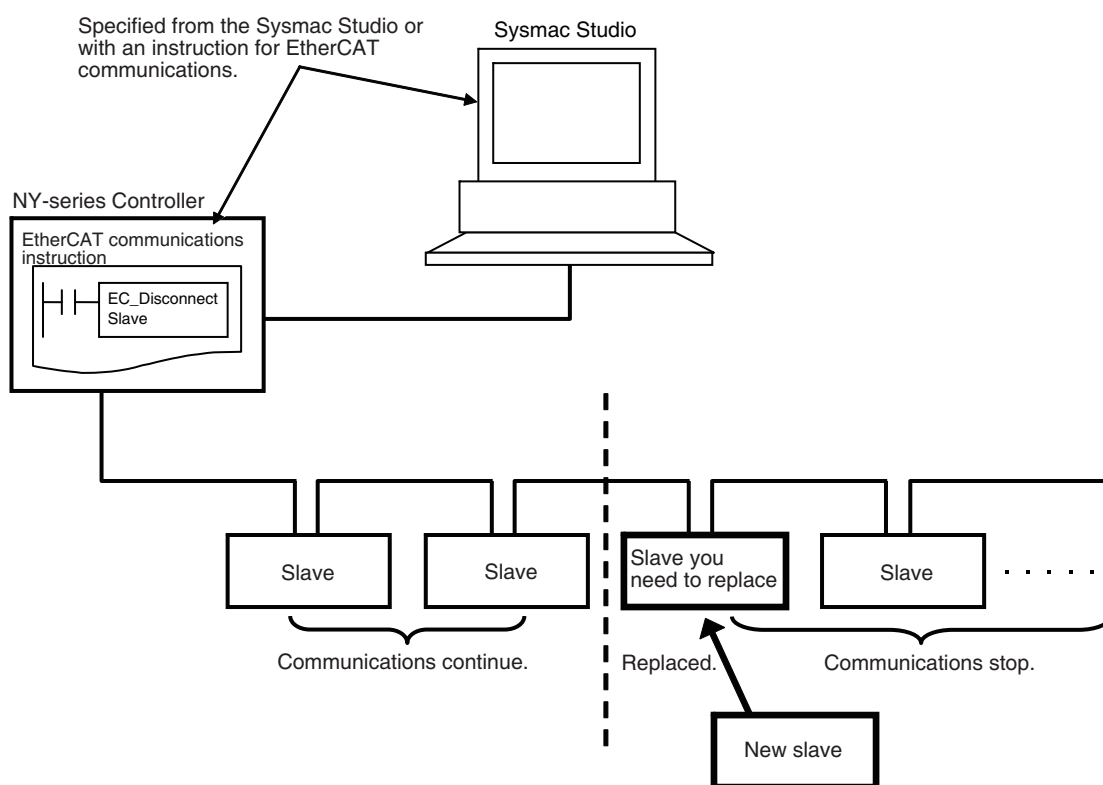 Specified from the Sysmac Studio or
with an instruction for EtherCAT
communications.
Sysmac Studio
NY-series Controller
EtherCAT communications
instruction
EC_Disconnect
Slave
Slave
Slave
Slave you
need to replace
Slave
Communications continue.
Replaced.
Communications stop.
New slave